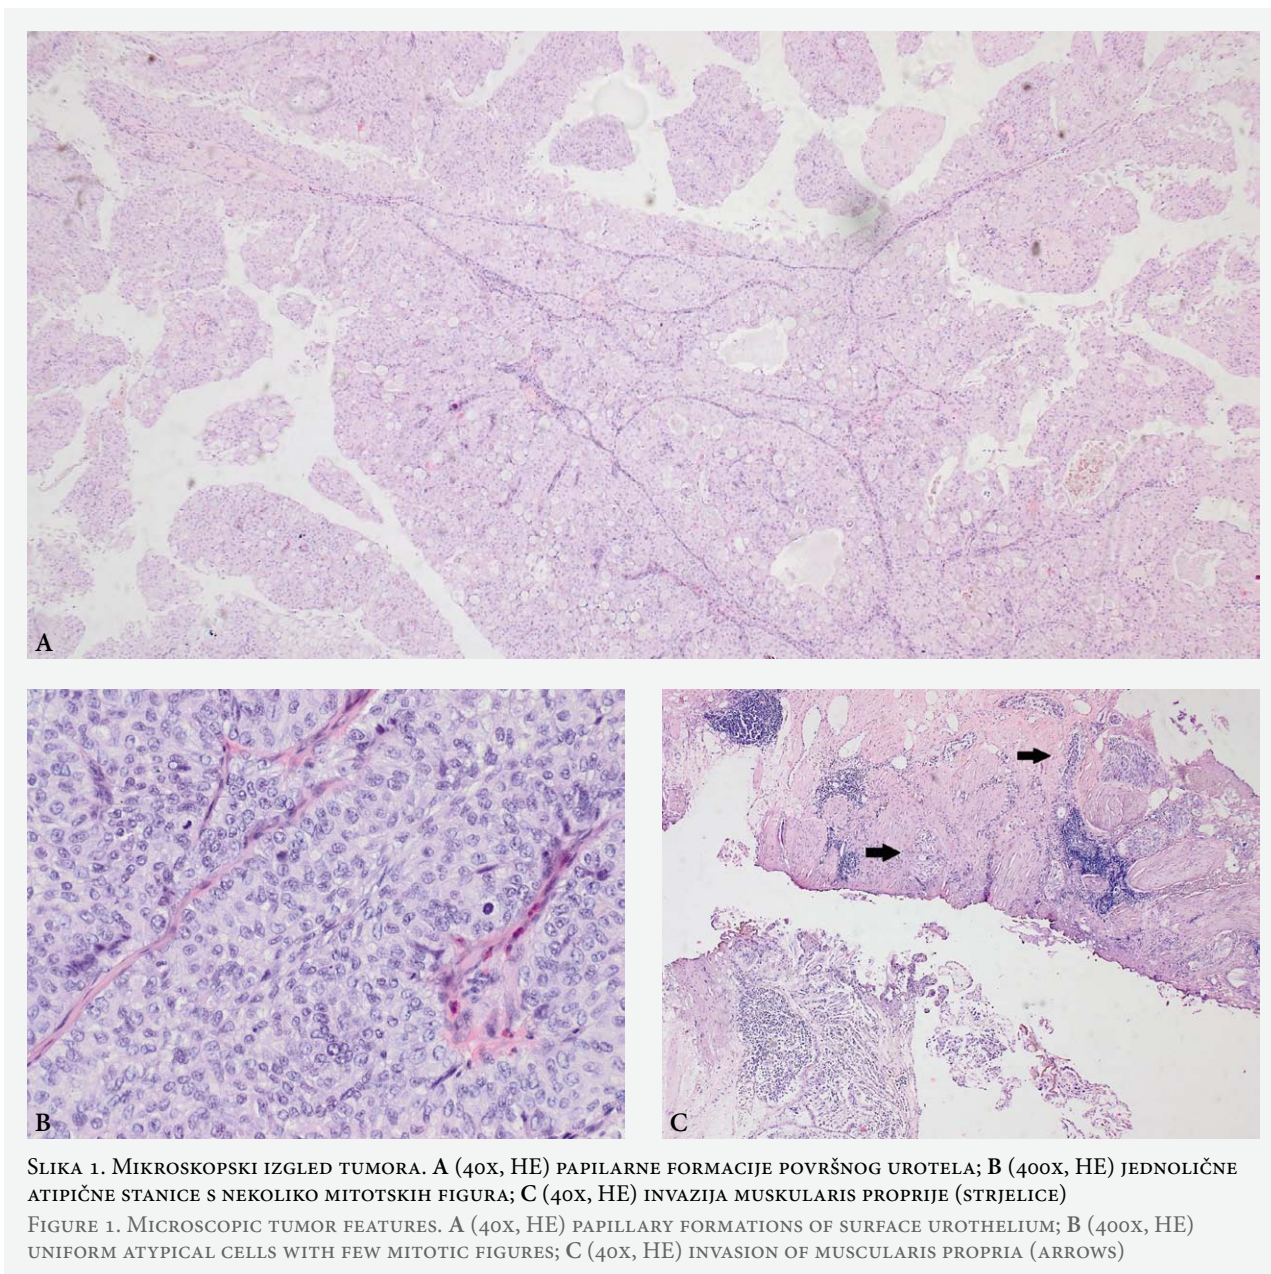 A
B
C
Slika 1. Mikroskopski izgled tumora. A (40x, HE) papilarne formacije površnog urotela; B (400x, HE) jednolične
atipične stanice s nekoliko mitotskih figura; C (40x, HE) invazija muskularis proprije (strjelice)
Figure 1. Microscopic tumor features. A (40x, HE) papillary formations of surface urothelium; B (400x, HE)
uniform atypical cells with few mitotic figures; C (40x, HE) invasion of muscularis propria (arrows)